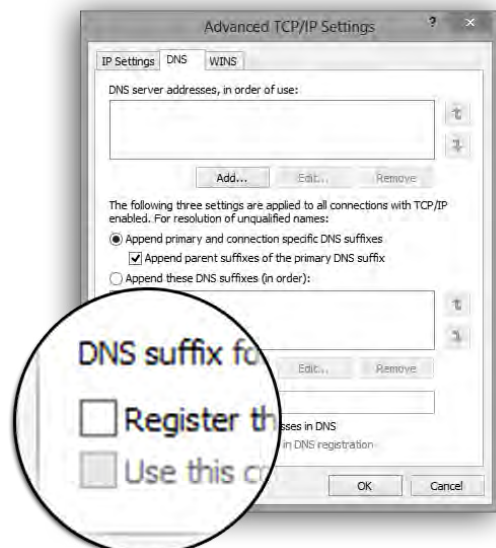 Advanced TCP/IP Settings ? ×
IP Settings DNS WINS
DNS server addresses, in order of use:
Add... Edit... Remove
The following three settings are applied to all connections with TCP/IP
enabled. For resolution of unqualified names:
Append primary and connection specific DNS suffixes
Append parent suffixes of the primary DNS suffix
Append these DNS suffixes (in order):
Edit... Remove
DNS suffix fo
Register th
sses in DNS
Use this c
in DNS registration
OK Cancel